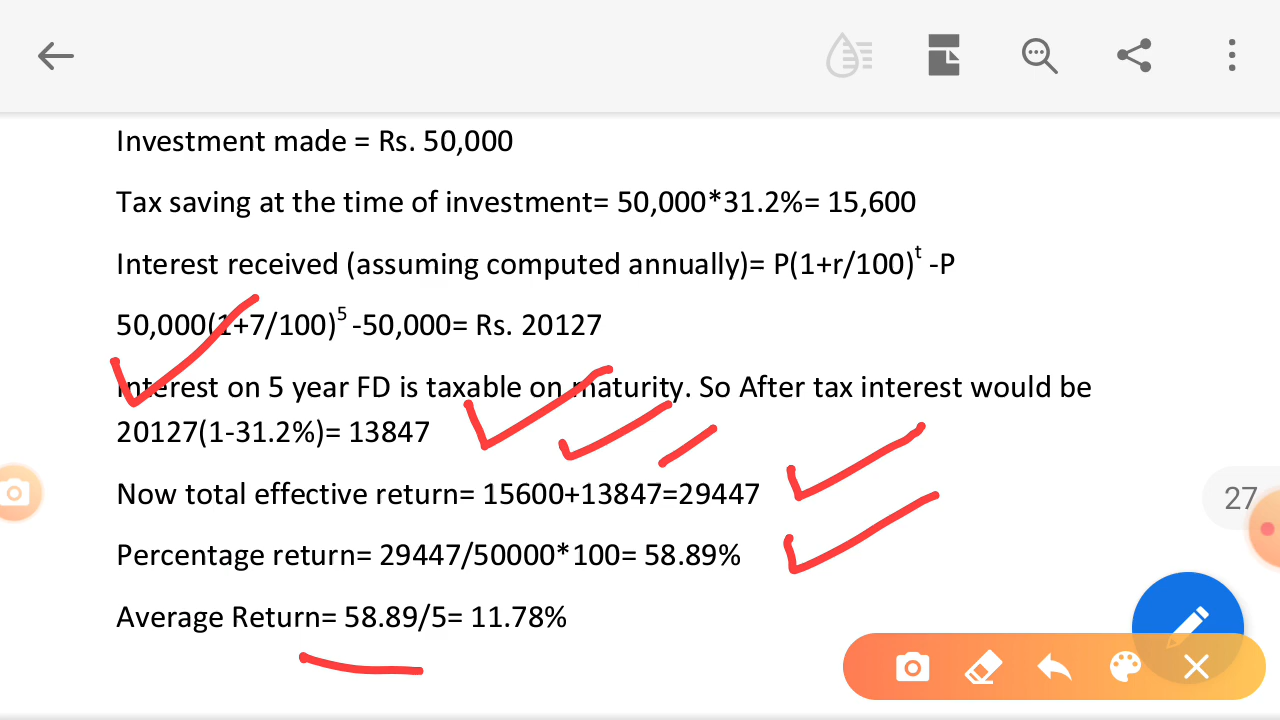 Investment made = Rs. 50,000
Tax saving at the time of investment= 50,000*31.2%= 15,600
Interest received (assuming computed annually)= P(1+r/100)^t -P
50,000(1+7/100)^5 -50,000= Rs. 20127
Interest on 5 year FD is taxable on maturity. So After tax interest would be
20127(1-31.2%)= 13847
Now total effective return= 15600+13847=29447
27
Percentage return= 29447/50000*100= 58.89%
Average Return= 58.89/5= 11.78%